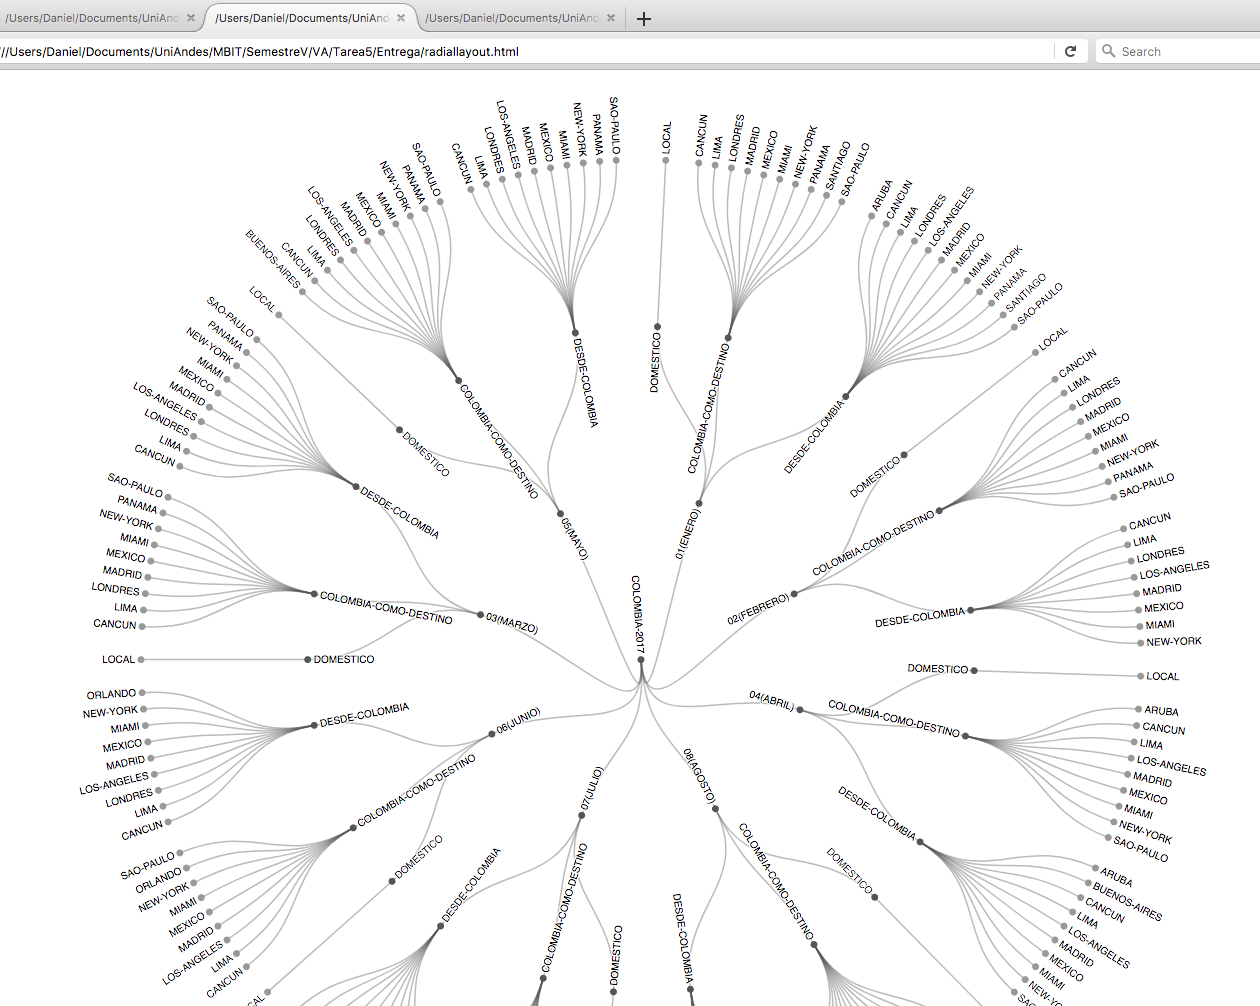 /Users/Daniel/Documents/UniAnd
/Users/Daniel/Documents/UniAnd
/Users/Daniel/Documents/UniAnd
///Users/Daniel/Documents/UniAndes/MBIT/SemestreV/VA/Tarea5/Entrega/radiallayout.html
Search
COLOMBIA-2017
01(ENERO)
DOMESTICO
LOCAL
COLOMBIA-COMO-DESTINO
CANCUN
LIMA
LONDRES
MADRID
MEXICO
MIAMI
NEW-YORK
PANAMA
SANTIAGO
SAO-PAULO
DESDE-COLOMBIA
ARUBA
CANCUN
LIMA
LONDRES
LOS-ANGELES
MADRID
MEXICO
MIAMI
NEW-YORK
PANAMA
SANTIAGO
SAO-PAULO
02(FEBRERO)
DOMESTICO
LOCAL
COLOMBIA-COMO-DESTINO
CANCUN
LIMA
LONDRES
MADRID
MEXICO
MIAMI
NEW-YORK
PANAMA
SAO-PAULO
DESDE-COLOMBIA
CANCUN
LIMA
LONDRES
LOS-ANGELES
MADRID
MEXICO
MIAMI
NEW-YORK
04(ABRIL)
DOMESTICO
LOCAL
COLOMBIA-COMO-DESTINO
ARUBA
CANCUN
LIMA
LOS-ANGELES
MADRID
MEXICO
MIAMI
NEW-YORK
SAO-PAULO
DESDE-COLOMBIA
ARUBA
BUENOS-AIRES
CANCUN
LIMA
LOS-ANGELES
MADRID
MEXICO
MIAMI
NEW-YO
SAO
08(AGOSTO)
DOMESTICO
COLOMBIA-COMO-DESTINO
DESDE-COLOMBIA
07(JULIO)
DOMESTICO
COLOMBIA-COMO-DESTINO
DESDE-COLOMBIA
06(JUNIO)
DOMESTICO
CAL
COLOMBIA-COMO-DESTINO
CANCUN
LIMA
LOS-ANGELES
MADRID
MEXICO
MIAMI
NEW-YORK
ORLANDO
SAO-PAULO
DESDE-COLOMBIA
CANCUN
LIMA
LONDRES
LOS-ANGELES
MADRID
MEXICO
MIAMI
NEW-YORK
ORLANDO
03(MARZO)
DOMESTICO
LOCAL
COLOMBIA-COMO-DESTINO
CANCUN
LIMA
LONDRES
MADRID
MEXICO
MIAMI
NEW-YORK
PANAMA
SAO-PAULO
DESDE-COLOMBIA
CANCUN
LIMA
LONDRES
LOS-ANGELES
MADRID
MEXICO
MIAMI
NEW-YORK
PANAMA
SAO-PAULO
05(MAYO)
DOMESTICO
LOCAL
COLOMBIA-COMO-DESTINO
BUENOS-AIRES
CANCUN
LIMA
LONDRES
LOS-ANGELES
MADRID
MEXICO
MIAMI
NEW-YORK
PANAMA
SAO-PAULO
DESDE-COLOMBIA
CANCUN
LIMA
LONDRES
LOS-ANGELES
MADRID
MEXICO
MIAMI
NEW-YORK
PANAMA
SAO-PAULO